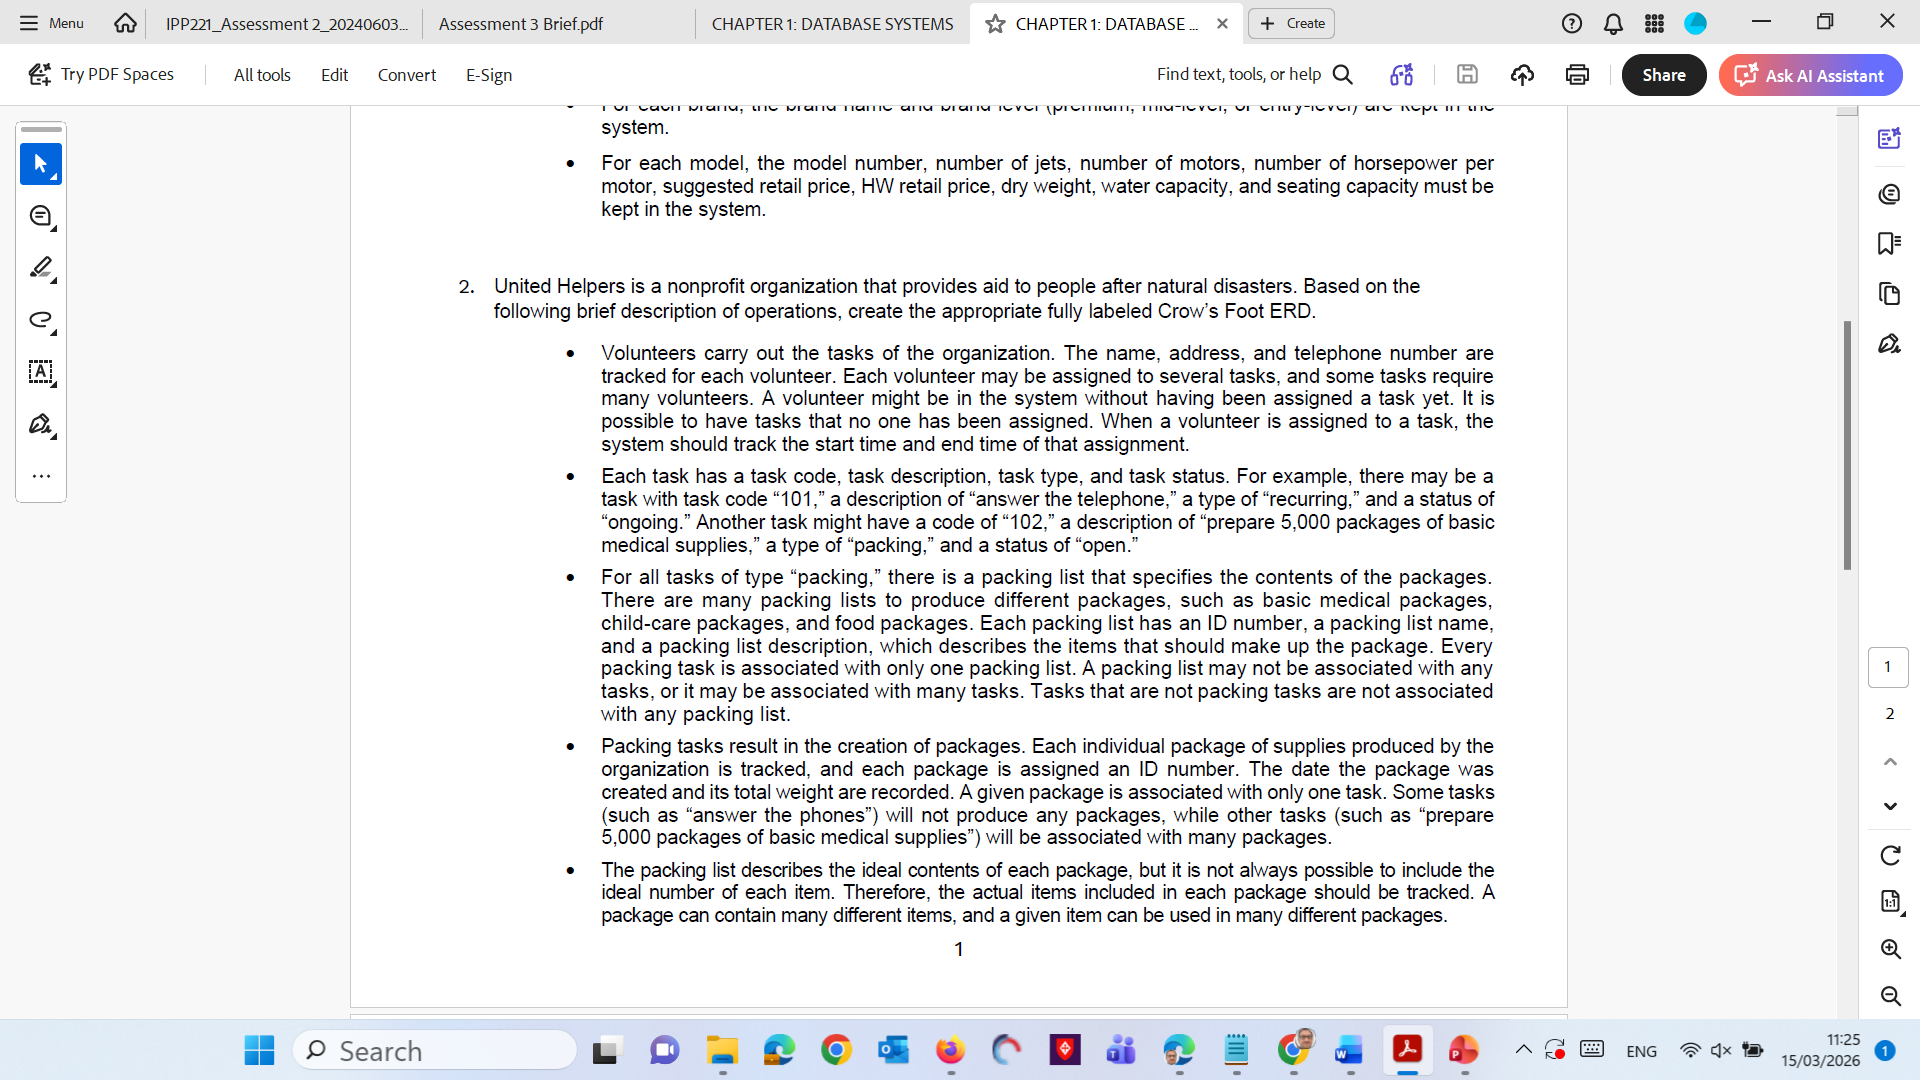 Menu
IPP221_Assessment 2_20240603...
Assessment 3 Brief.pdf
CHAPTER 1: DATABASE SYSTEMS
CHAPTER 1: DATABASE ...
Create
Try PDF Spaces
All tools
Edit
Convert
E-Sign
Find text, tools, or help
Share
Ask AI Assistant
• For each brand, the brand name and brand level (premium, mid-level, or entry-level) are kept in the
system.
• For each model, the model number, number of jets, number of motors, number of horsepower per
motor, suggested retail price, HW retail price, dry weight, water capacity, and seating capacity must be
kept in the system.
2. United Helpers is a nonprofit organization that provides aid to people after natural disasters. Based on the
following brief description of operations, create the appropriate fully labeled Crow’s Foot ERD.
• Volunteers carry out the tasks of the organization. The name, address, and telephone number are
tracked for each volunteer. Each volunteer may be assigned to several tasks, and some tasks require
many volunteers. A volunteer might be in the system without having been assigned a task yet. It is
possible to have tasks that no one has been assigned. When a volunteer is assigned to a task, the
system should track the start time and end time of that assignment.
• Each task has a task code, task description, task type, and task status. For example, there may be a
task with task code “101,” a description of “answer the telephone,” a type of “recurring,” and a status of
“ongoing.” Another task might have a code of “102,” a description of “prepare 5,000 packages of basic
medical supplies,” a type of “packing,” and a status of “open.”
• For all tasks of type “packing,” there is a packing list that specifies the contents of the packages.
There are many packing lists to produce different packages, such as basic medical packages,
child-care packages, and food packages. Each packing list has an ID number, a packing list name,
and a packing list description, which describes the items that should make up the package. Every
packing task is associated with only one packing list. A packing list may not be associated with any
tasks, or it may be associated with many tasks. Tasks that are not packing tasks are not associated
with any packing list.
• Packing tasks result in the creation of packages. Each individual package of supplies produced by the
organization is tracked, and each package is assigned an ID number. The date the package was
created and its total weight are recorded. A given package is associated with only one task. Some tasks
(such as “answer the phones”) will not produce any packages, while other tasks (such as “prepare
5,000 packages of basic medical supplies”) will be associated with many packages.
• The packing list describes the ideal contents of each package, but it is not always possible to include the
ideal number of each item. Therefore, the actual items included in each package should be tracked. A
package can contain many different items, and a given item can be used in many different packages.
1
1
2
Search
ENG
11:25
15/03/2026
1